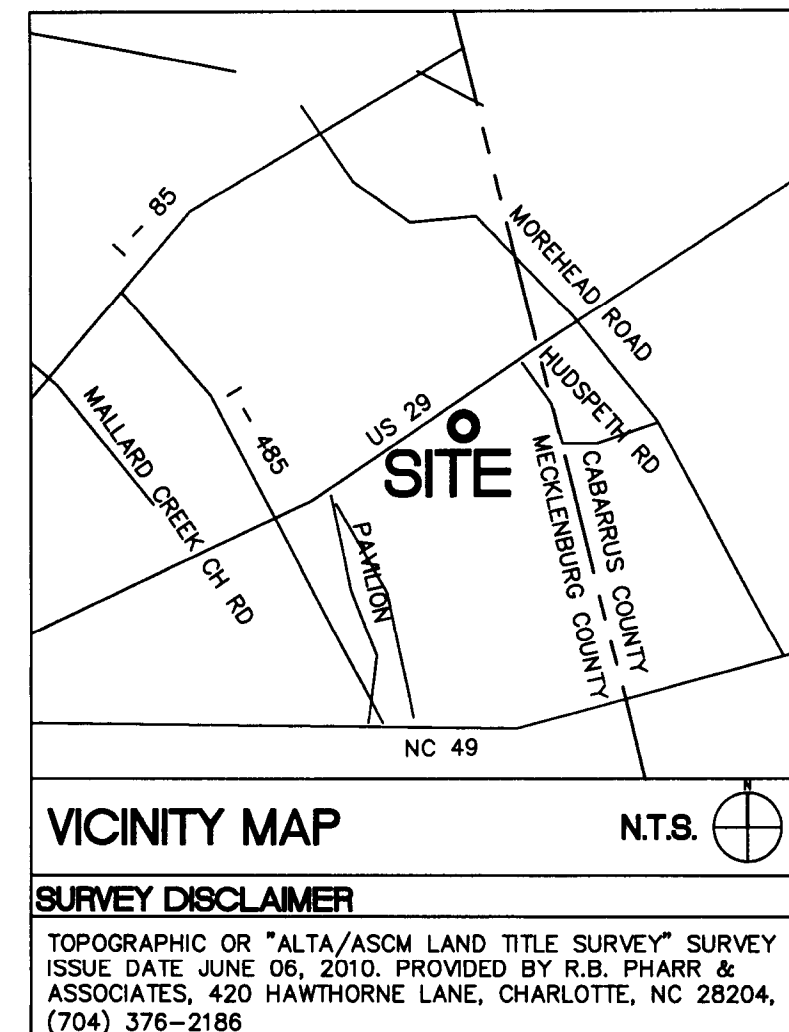 I - 85
MOREHEAD ROAD
HUDSPETH RD
MALLARD CREEK CH RD
I - 485
US 29
SITE
PAVILION
CABARRUS COUNTY
MECKLENBURG COUNTY
NC 49
VICINITY MAP
N.T.S.
N
SURVEY DISCLAIMER
TOPOGRAPHIC OR "ALTA/ASCM LAND TITLE SURVEY" SURVEY
ISSUE DATE JUNE 06, 2010. PROVIDED BY R.B. PHARR &
ASSOCIATES, 420 HAWTHORNE LANE, CHARLOTTE, NC 28204,
(704) 376-2186